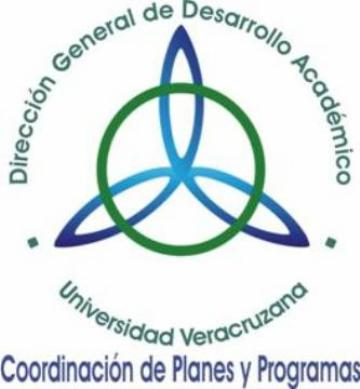 Dirección General de Desarrollo Académico
Universidad Veracruzana
Coordinación de Planes y Programas